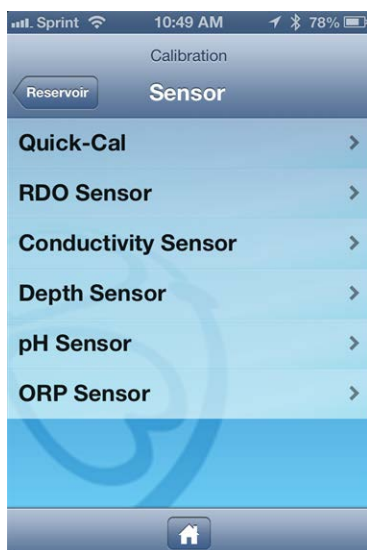 Sprint 10:49 AM 78%
Calibration
Reservoir Sensor
Quick-Cal
RDO Sensor
Conductivity Sensor
Depth Sensor
pH Sensor
ORP Sensor